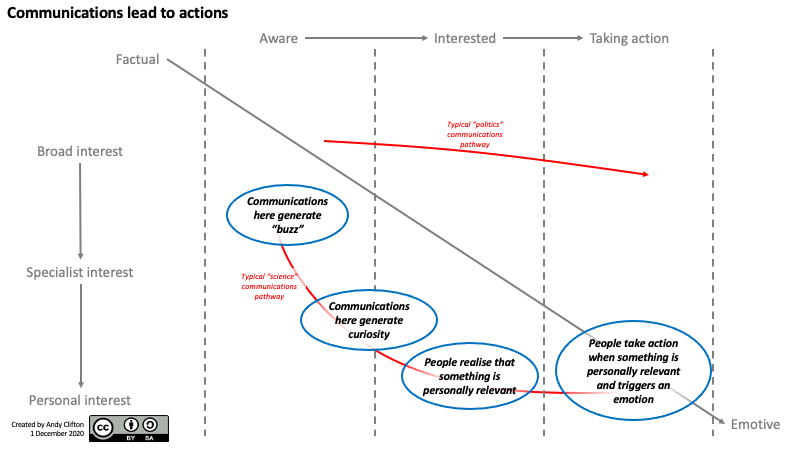 Communications lead to actions
Aware
Interested
Taking action
Factual
Typical "politics"
communications
pathway
Broad interest
Communications
here generate
"buzz"
Specialist interest
Typical "science"
communications
pathway
Communications
here generate
curiosity
People realise that
something is
personally relevant
People take action
when something is
personally relevant
and triggers an
emotion
Personal interest
Created by Andy Clifton
1 December 2020
cc
BY SA
Emotive